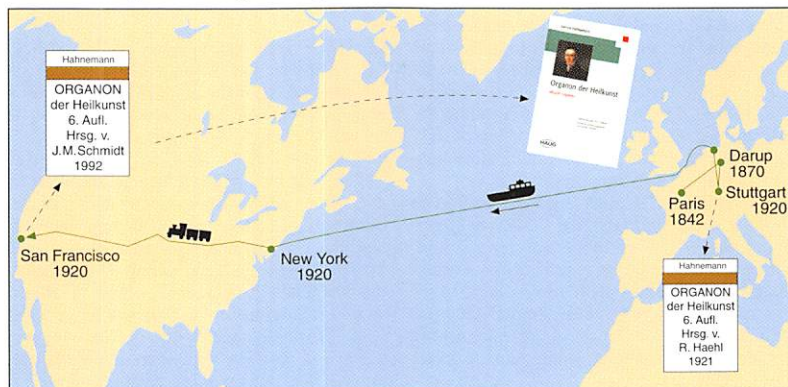 Hahnemann
ORGANON
der Heilkunst
6. Aufl.
Hrsg. v.
J.M.Schmidt
1992
Organon der Heilkunst
HAUG
Darup
1870
Paris
1842
Stuttgart
1920
San Francisco
1920
New York
1920
Hahnemann
ORGANON
der Heilkunst
6. Aufl.
Hrsg. v.
R. Haehl
1921